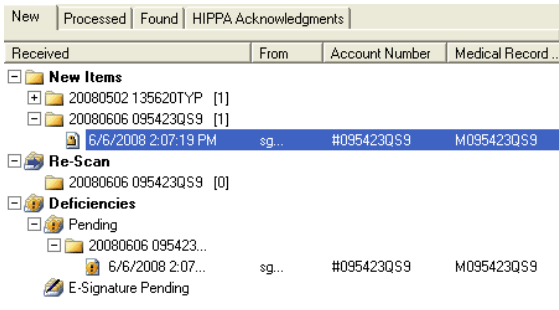 New Processed Found HIPPA Acknowledgments
Received From Account Number Medical Record ...
New Items
20080502 135620TYP [1]
20080606 095423QS9 [1]
6/6/2008 2:07:19 PM sg... #095423QS9 M095423QS9
Re-Scan
20080606 095423QS9 [0]
Deficiencies
Pending
20080606 095423...
6/6/2008 2:07... sg... #095423QS9 M095423QS9
E-Signature Pending